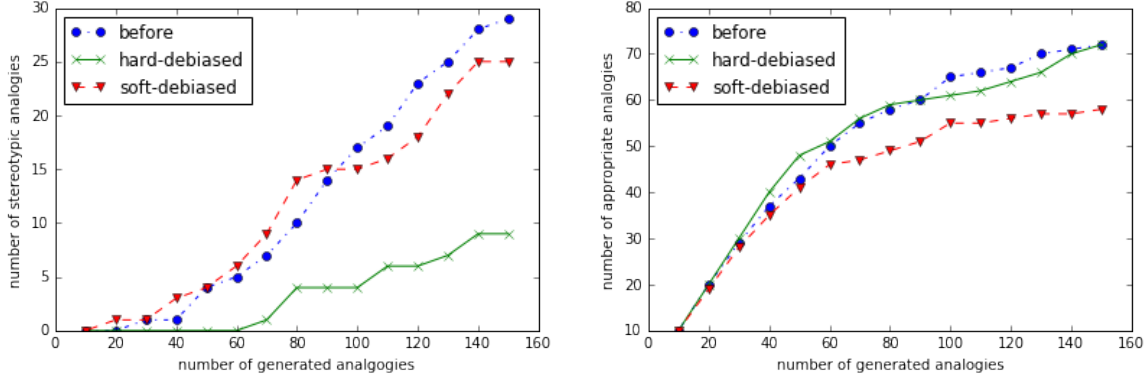 30
25
20
15
10
5
0
number of stereotypic analogies
before
hard-debiased
soft-debiased
0 20 40 60 80 100 120 140 160
number of generated analgogies
80
70
60
50
40
30
20
10
number of appropriate analogies
before
hard-debiased
soft-debiased
0 20 40 60 80 100 120 140 160
number of generated analogies